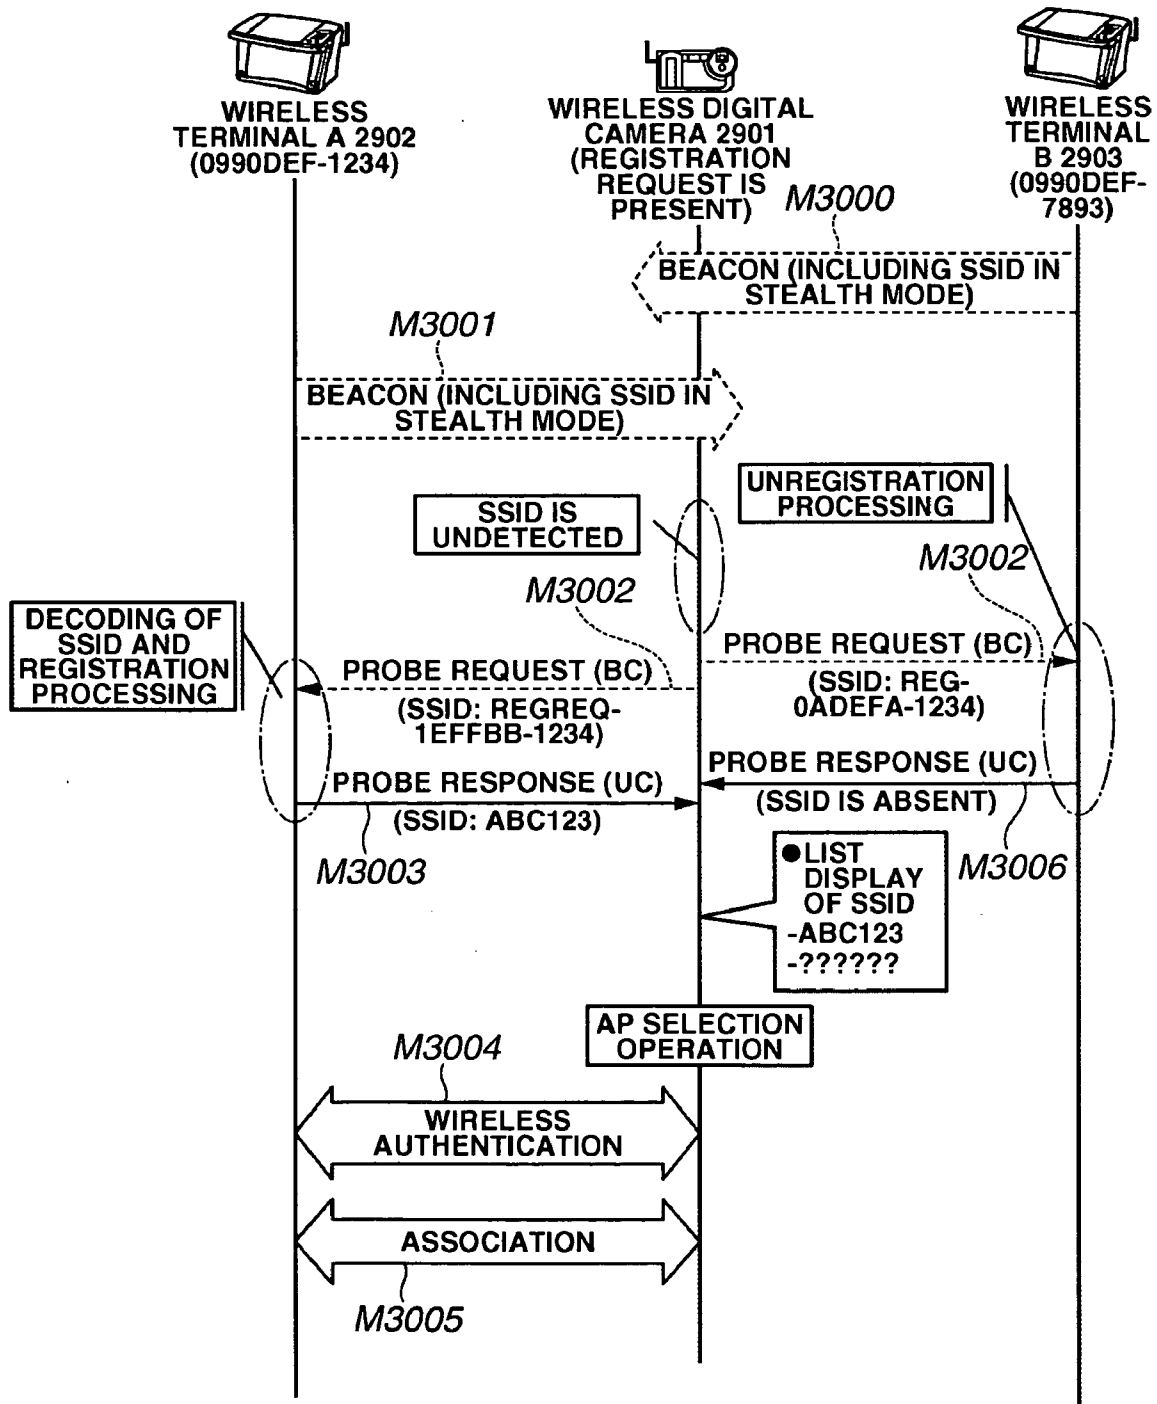 WIRELESS
TERMINAL A 2902
(0990DEF-1234)
WIRELESS DIGITAL
CAMERA 2901
(REGISTRATION
REQUEST IS
PRESENT)
WIRELESS
TERMINAL
B 2903
(0990DEF-
7893)
M3000
BEACON (INCLUDING SSID IN
STEALTH MODE)
M3001
BEACON (INCLUDING SSID IN
STEALTH MODE)
UNREGISTRATION
PROCESSING
SSID IS
UNDETECTED
M3002
M3002
DECODING OF
SSID AND
REGISTRATION
PROCESSING
PROBE REQUEST (BC)
(SSID: REGREQ-
1EFFBB-1234)
PROBE REQUEST (BC)
(SSID: REG-
0ADEFA-1234)
PROBE RESPONSE (UC)
(SSID: ABC123)
M3003
PROBE RESPONSE (UC)
(SSID IS ABSENT)
M3006
●LIST
DISPLAY
OF SSID
-ABC123
-??????
AP SELECTION
OPERATION
M3004
WIRELESS
AUTHENTICATION
ASSOCIATION
M3005